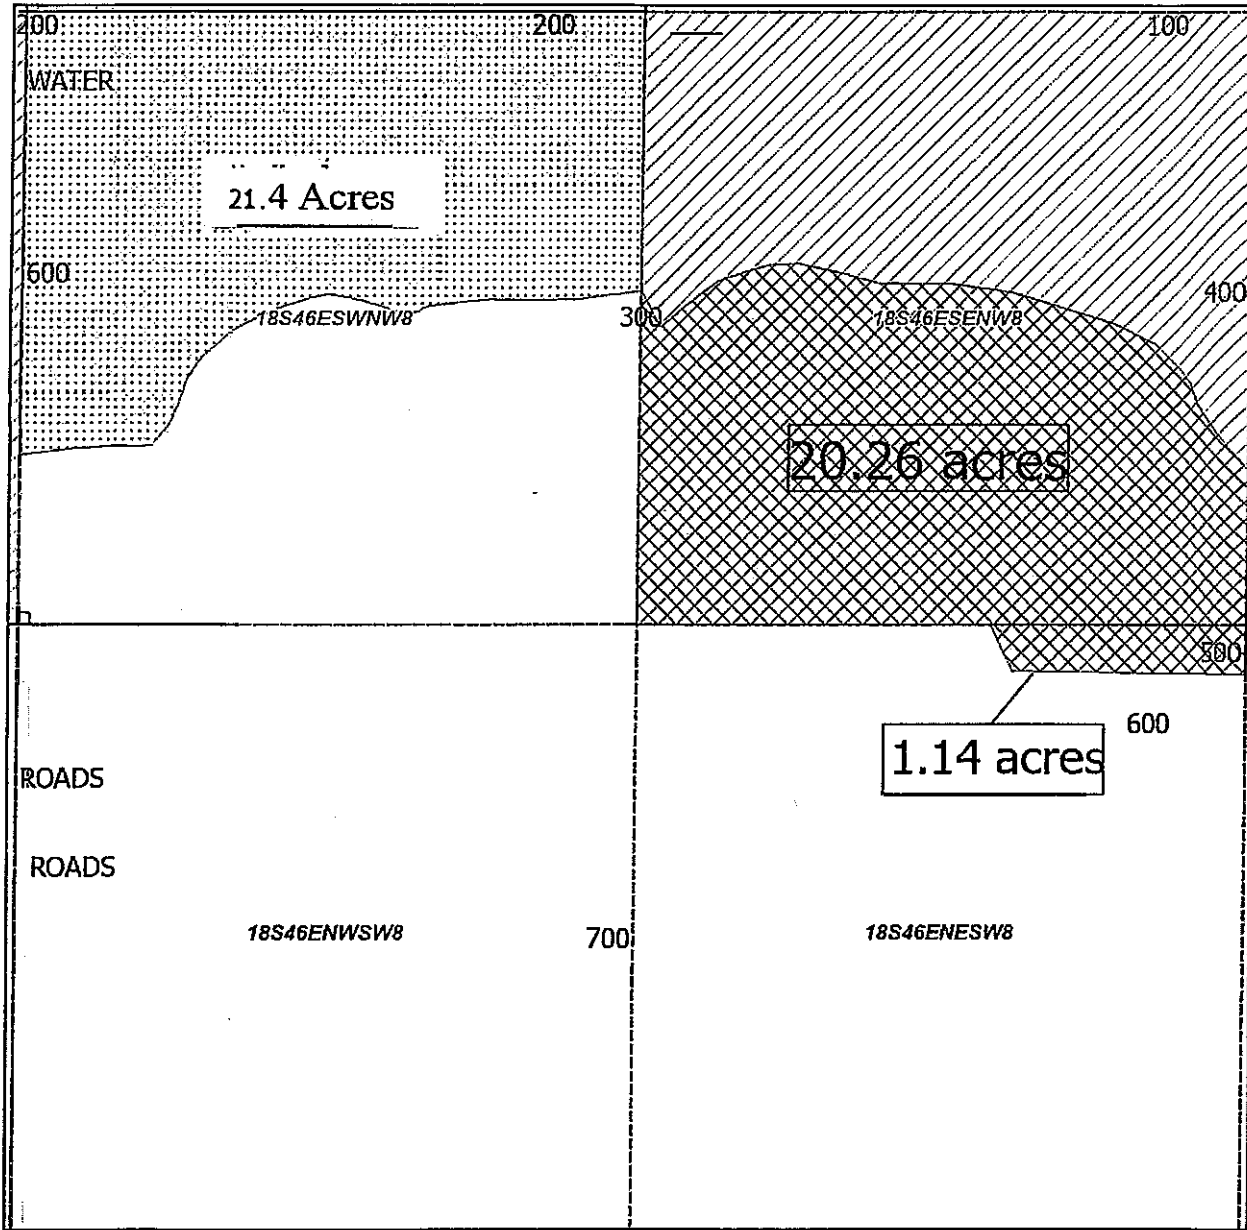 200
200
100
WATER
21.4 Acres
600
400
18S46ESWNW8
300
18S46ESENW8
20.26 acres
500
600
1.14 acres
ROADS
ROADS
18S46ENWSW8
700
18S46ENESW8